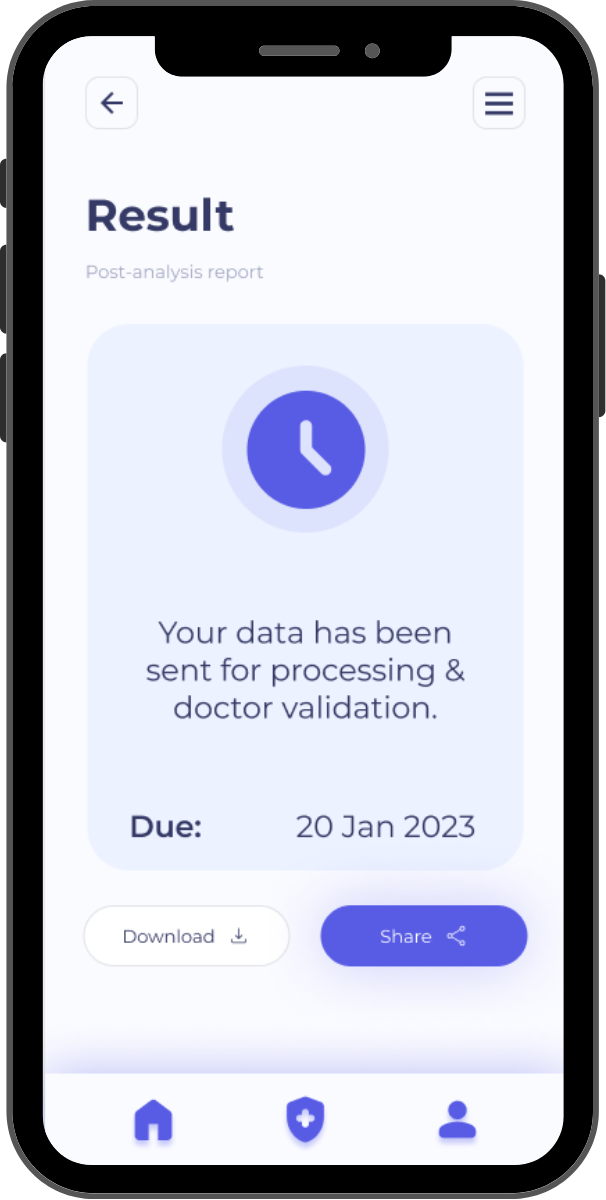 Result
Post-analysis report
Your data has been
sent for processing &
doctor validation.
Due: 20 Jan 2023
Download
Share